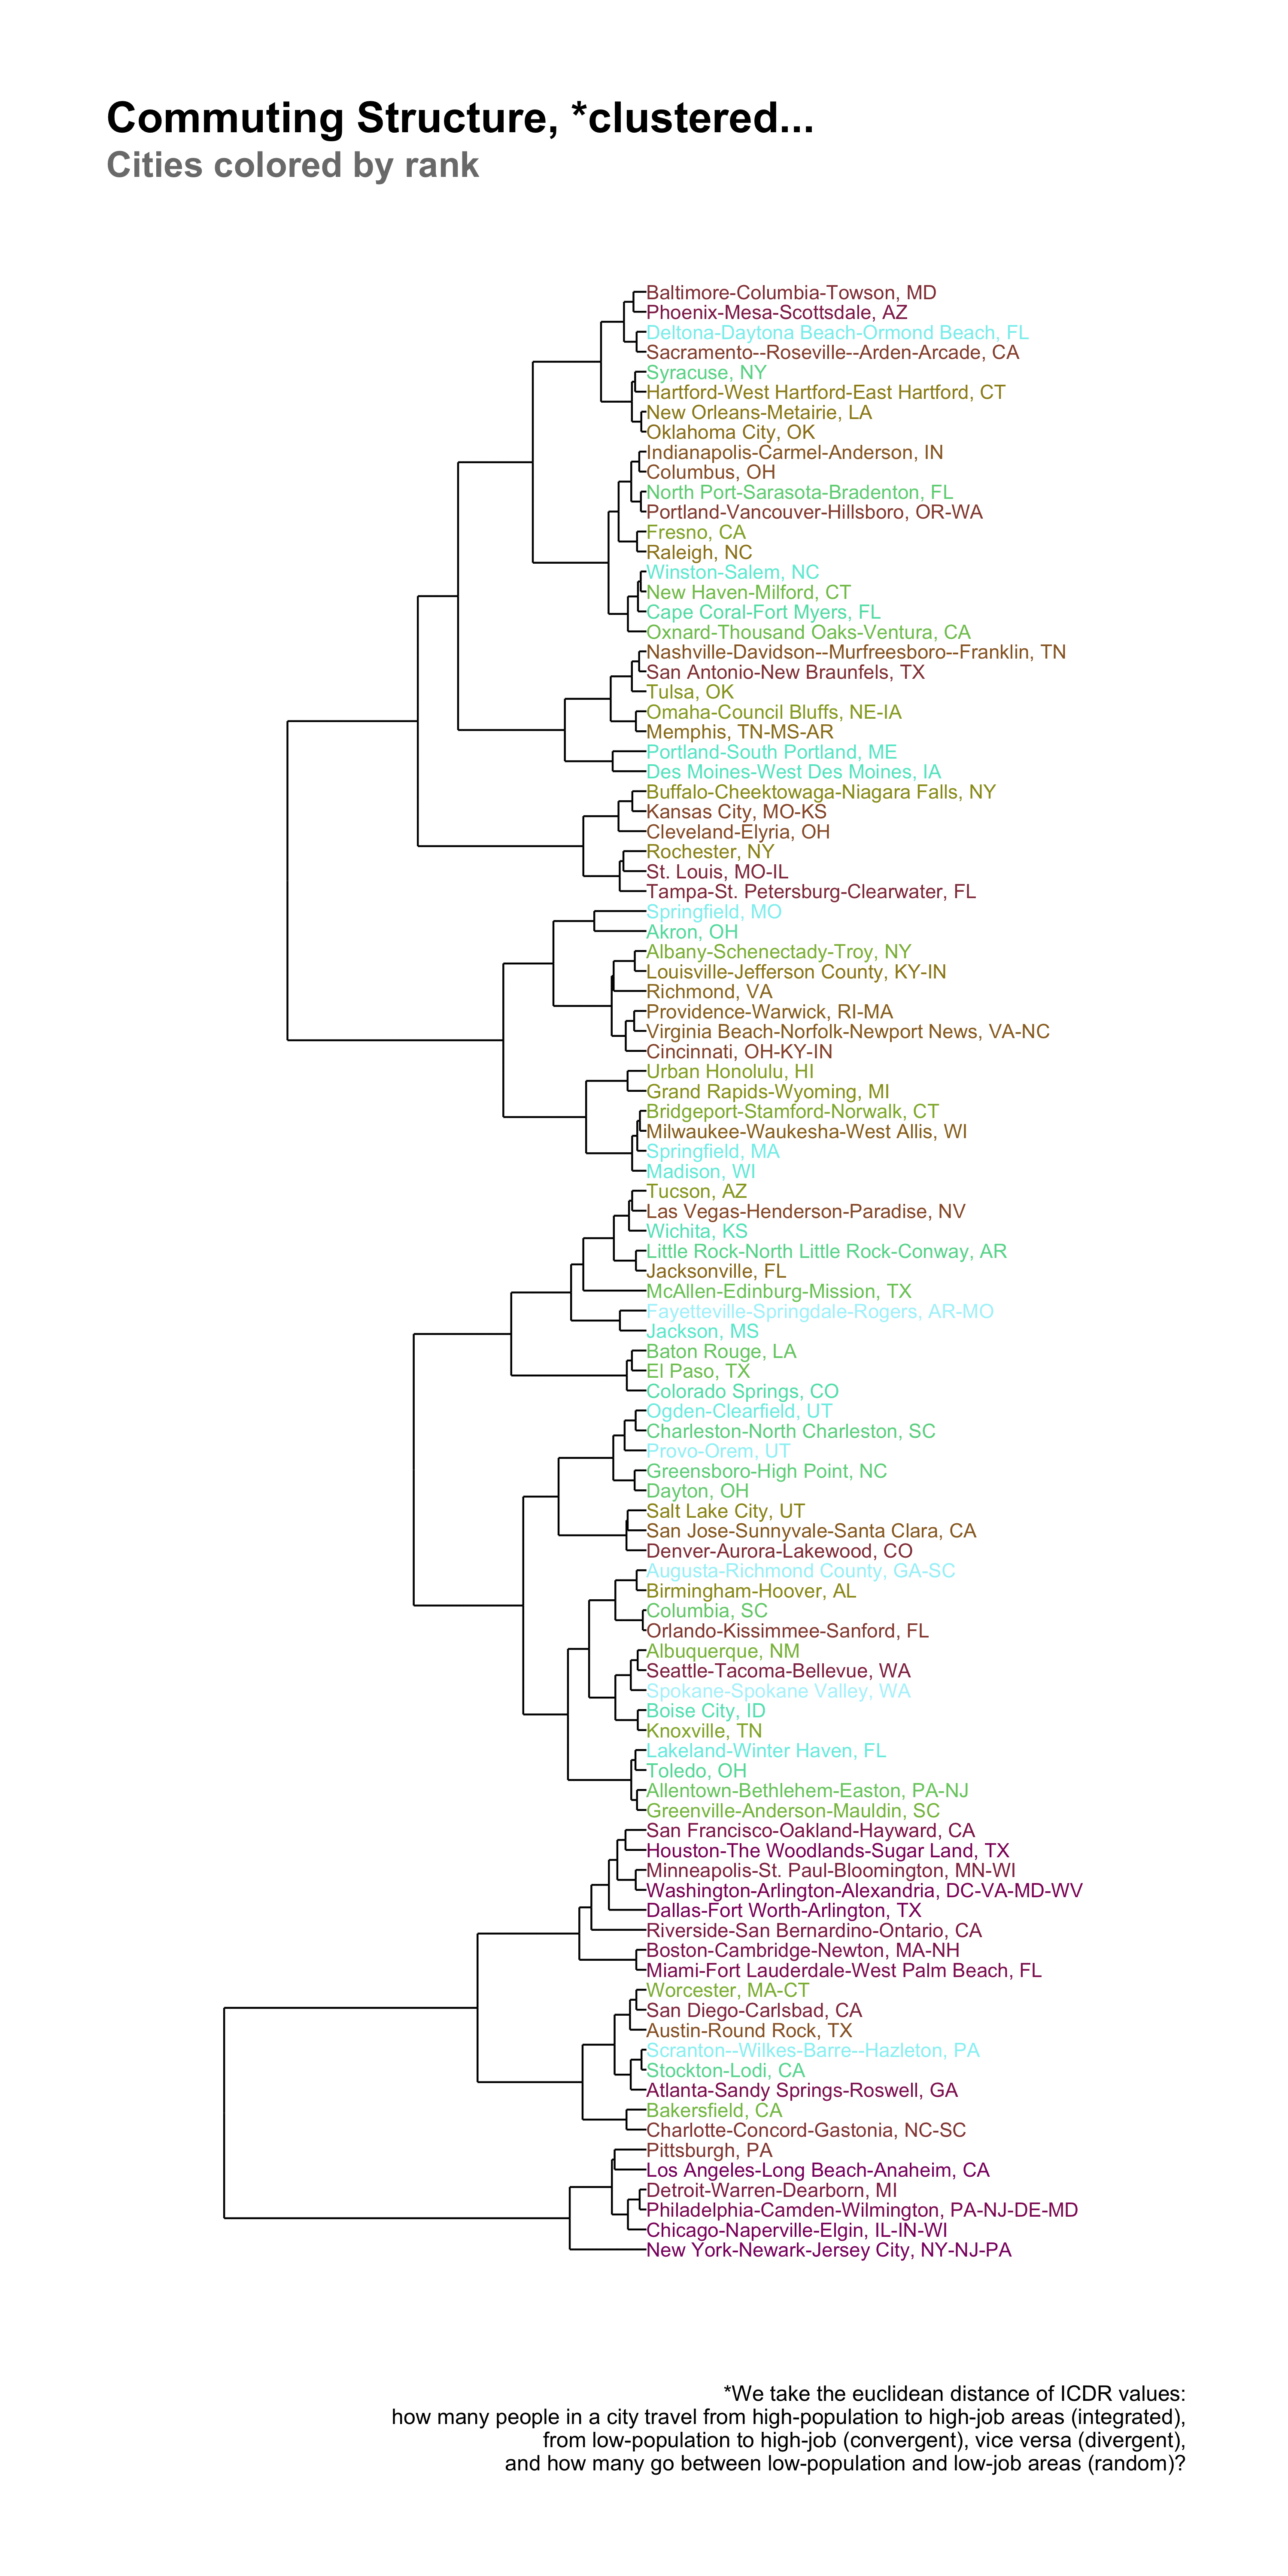 Commuting Structure, *clustered...
Cities colored by rank
Baltimore-Columbia-Towson, MD
Phoenix-Mesa-Scottsdale, AZ
Deltona-Daytona Beach-Ormond Beach, FL
Sacramento--Roseville--Arden-Arcade, CA
Syracuse, NY
Hartford-West Hartford-East Hartford, CT
New Orleans-Metairie, LA
Oklahoma City, OK
Indianapolis-Carmel-Anderson, IN
Columbus, OH
North Port-Sarasota-Bradenton, FL
Portland-Vancouver-Hillsboro, OR-WA
Fresno, CA
Raleigh, NC
Winston-Salem, NC
New Haven-Milford, CT
Cape Coral-Fort Myers, FL
Oxnard-Thousand Oaks-Ventura, CA
Nashville-Davidson--Murfreesboro--Franklin, TN
San Antonio-New Braunfels, TX
Tulsa, OK
Omaha-Council Bluffs, NE-IA
Memphis, TN-MS-AR
Portland-South Portland, ME
Des Moines-West Des Moines, IA
Buffalo-Cheektowaga-Niagara Falls, NY
Kansas City, MO-KS
Cleveland-Elyria, OH
Rochester, NY
St. Louis, MO-IL
Tampa-St. Petersburg-Clearwater, FL
Springfield, MO
Akron, OH
Albany-Schenectady-Troy, NY
Louisville-Jefferson County, KY-IN
Richmond, VA
Providence-Warwick, RI-MA
Virginia Beach-Norfolk-Newport News, VA-NC
Cincinnati, OH-KY-IN
Urban Honolulu, HI
Grand Rapids-Wyoming, MI
Bridgeport-Stamford-Norwalk, CT
Milwaukee-Waukesha-West Allis, WI
Springfield, MA
Madison, WI
Tucson, AZ
Las Vegas-Henderson-Paradise, NV
Wichita, KS
Little Rock-North Little Rock-Conway, AR
Jacksonville, FL
McAllen-Edinburg-Mission, TX
Fayetteville-Springdale-Rogers, AR-MO
Jackson, MS
Baton Rouge, LA
El Paso, TX
Colorado Springs, CO
Ogden-Clearfield, UT
Charleston-North Charleston, SC
Provo-Orem, UT
Greensboro-High Point, NC
Dayton, OH
Salt Lake City, UT
San Jose-Sunnyvale-Santa Clara, CA
Denver-Aurora-Lakewood, CO
Augusta-Richmond County, GA-SC
Birmingham-Hoover, AL
Columbia, SC
Orlando-Kissimmee-Sanford, FL
Albuquerque, NM
Seattle-Tacoma-Bellevue, WA
Spokane-Spokane Valley, WA
Boise City, ID
Knoxville, TN
Lakeland-Winter Haven, FL
Toledo, OH
Allentown-Bethlehem-Easton, PA-NJ
Greenville-Anderson-Mauldin, SC
San Francisco-Oakland-Hayward, CA
Houston-The Woodlands-Sugar Land, TX
Minneapolis-St. Paul-Bloomington, MN-WI
Washington-Arlington-Alexandria, DC-VA-MD-WV
Dallas-Fort Worth-Arlington, TX
Riverside-San Bernardino-Ontario, CA
Boston-Cambridge-Newton, MA-NH
Miami-Fort Lauderdale-West Palm Beach, FL
Worcester, MA-CT
San Diego-Carlsbad, CA
Austin-Round Rock, TX
Scranton--Wilkes-Barre--Hazleton, PA
Stockton-Lodi, CA
Atlanta-Sandy Springs-Roswell, GA
Bakersfield, CA
Charlotte-Concord-Gastonia, NC-SC
Pittsburgh, PA
Los Angeles-Long Beach-Anaheim, CA
Detroit-Warren-Dearborn, MI
Philadelphia-Camden-Wilmington, PA-NJ-DE-MD
Chicago-Naperville-Elgin, IL-IN-WI
New York-Newark-Jersey City, NY-NJ-PA
*We take the euclidean distance of ICDR values:
how many people in a city travel from high-population to high-job areas (integrated),
from low-population to high-job (convergent), vice versa (divergent),
and how many go between low-population and low-job areas (random)?